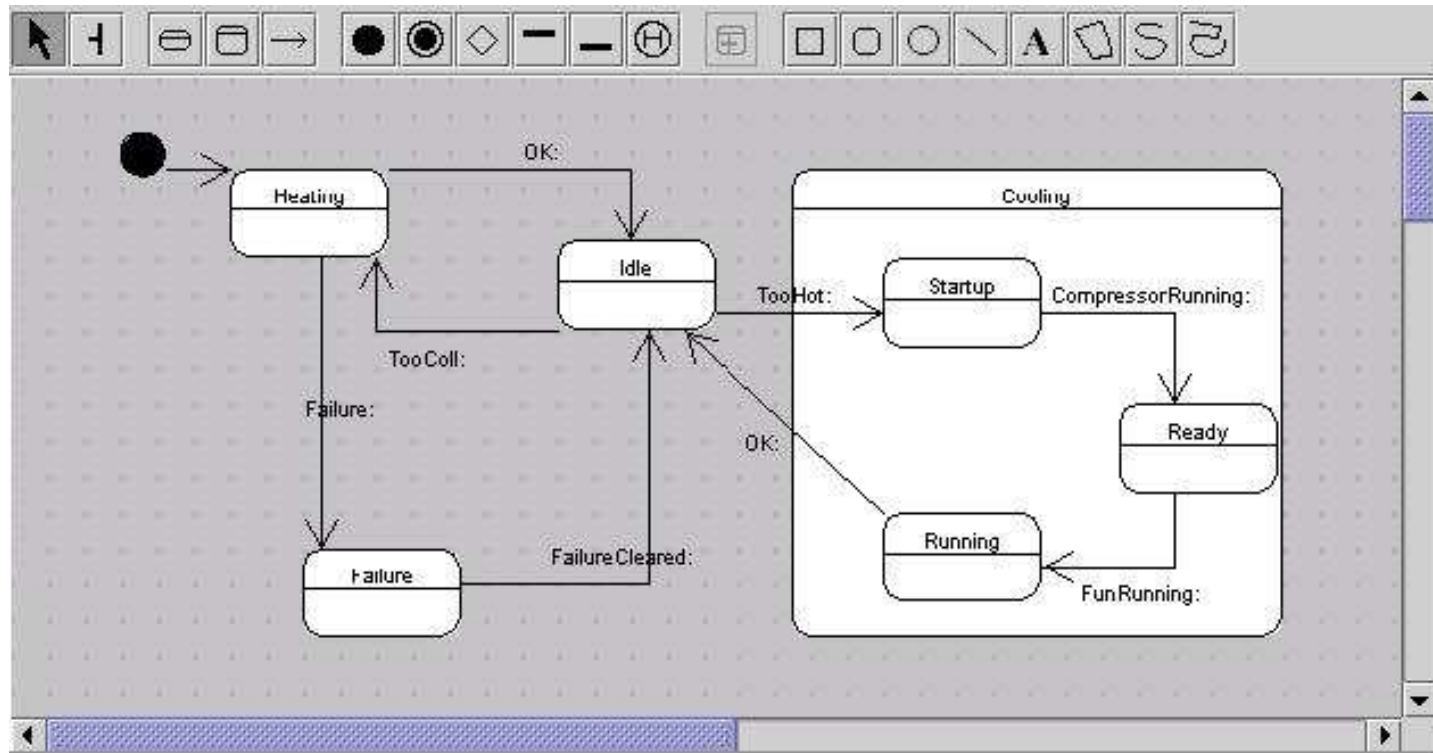 A
H
OK:
Heating
Cooling
Idle
Startup
TooHot:
CompressorRunning:
TooColl:
Failure:
Ready
OK:
Running
FailureCleared:
Failure
FunRunning: